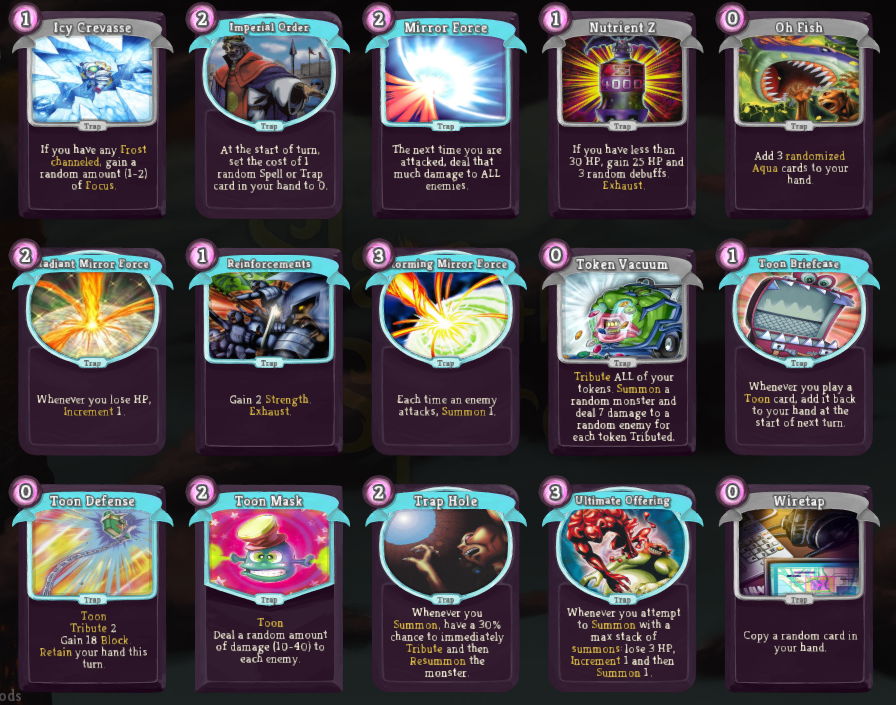 1
Icy Crevasse
Trap
If you have any Frost
channeled, gain a
random amount (1-2)
of Focus.
2
Imperial Order
Trap
At the start of turn,
set the cost of 1
random Spell or Trap
card in your hand to 0.
2
Mirror Force
Trap
The next time you are
attacked, deal that
much damage to ALL
enemies.
1
Nutrient Z
Trap
If you have less than
30 HP, gain 25 HP and
3 random debuffs.
Exhaust.
0
Oh Fish
Trap
Add 3 randomized
Aqua cards to your
hand.
2
adiant Mirror Force
Trap
Whenever you lose HP,
Increment 1.
1
Reinforcements
Trap
Gain 2 Strength.
Exhaust.
3
orming Mirror Force
Trap
Each time an enemy
attacks, Summon 1.
0
Token Vacuum
Trap
Tribute ALL of your
tokens. Summon a
random monster and
deal 7 damage to a
random enemy for
each token Tributed.
1
Toon Briefcase
Trap
Whenever you play a
Toon card, add it back
to your hand at the
start of next turn.
0
Toon Defense
Trap
Toon
Tribute 2
Gain 18 Block.
Retain your hand this
turn.
2
Toon Mask
Trap
Toon
Deal a random amount
of damage (10-40) to
each enemy.
2
Trap Hole
Trap
Whenever you
Summon, have a 30%
chance to immediately
Tribute and then
Resummon the
monster.
3
Ultimate Offering
Trap
Whenever you attempt
to Summon with a
max stack of
summons: lose 3 HP,
Increment 1 and then
Summon 1.
0
Wiretap
Trap
Copy a random card in
your hand.
ods